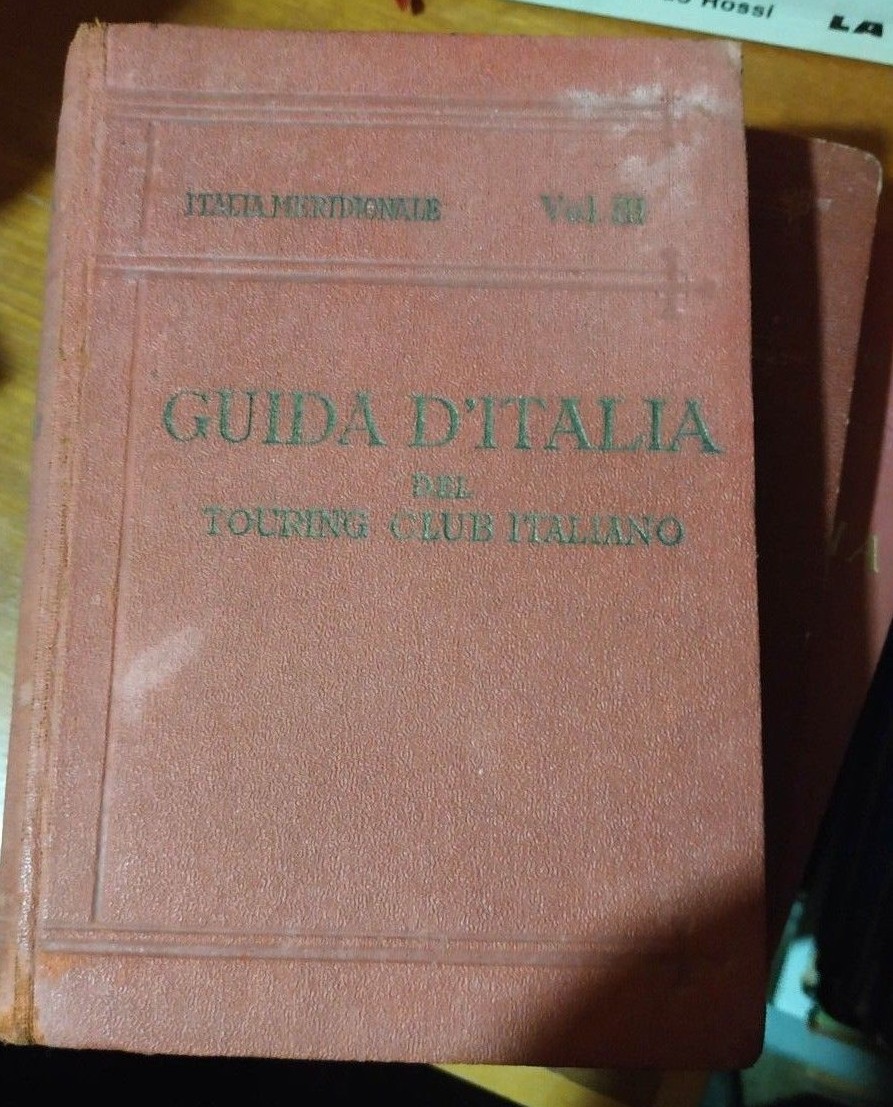 Rossi
LA
ITALIA MERIDIONALE Vol. III
GUIDA D'ITALIA
DEL
TOURING CLUB ITALIANO